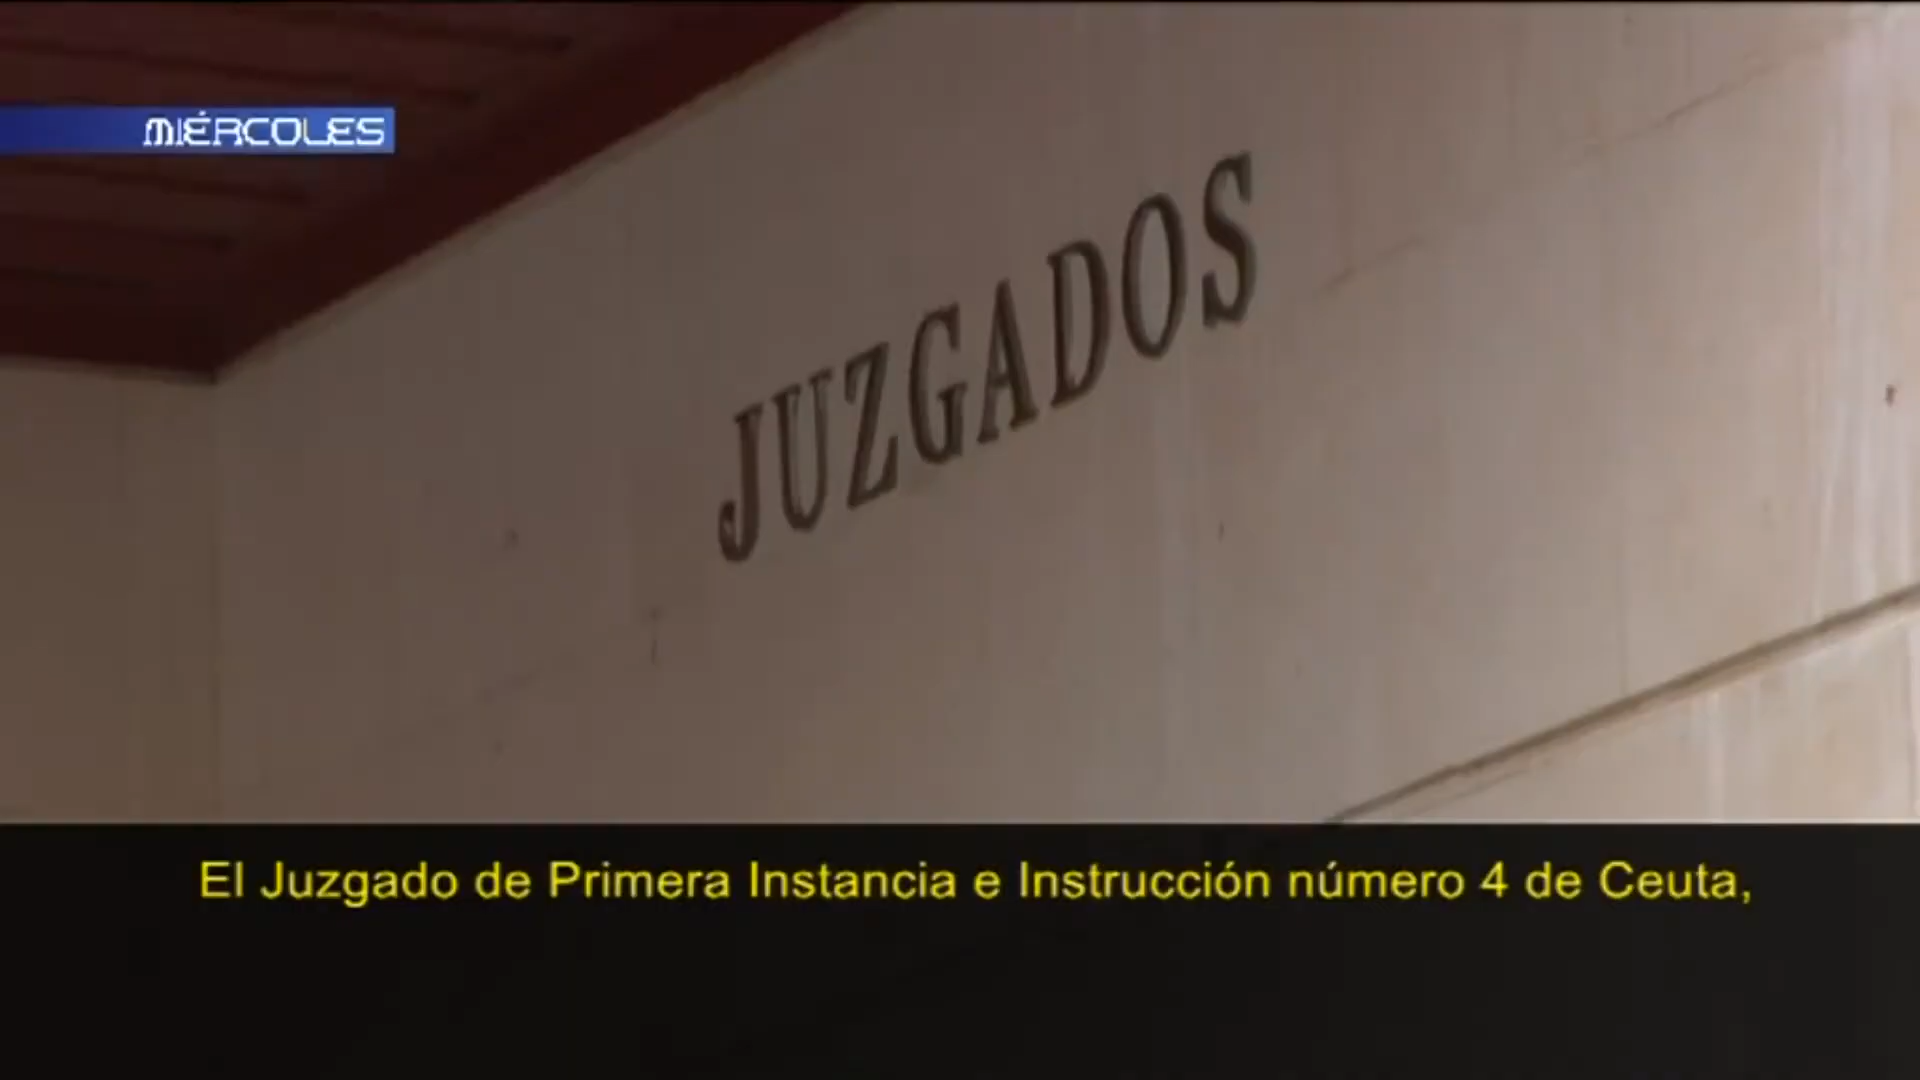 MIÉRCOLES
JUZGADOS
El Juzgado de Primera Instancia e Instrucción número 4 de Ceuta,